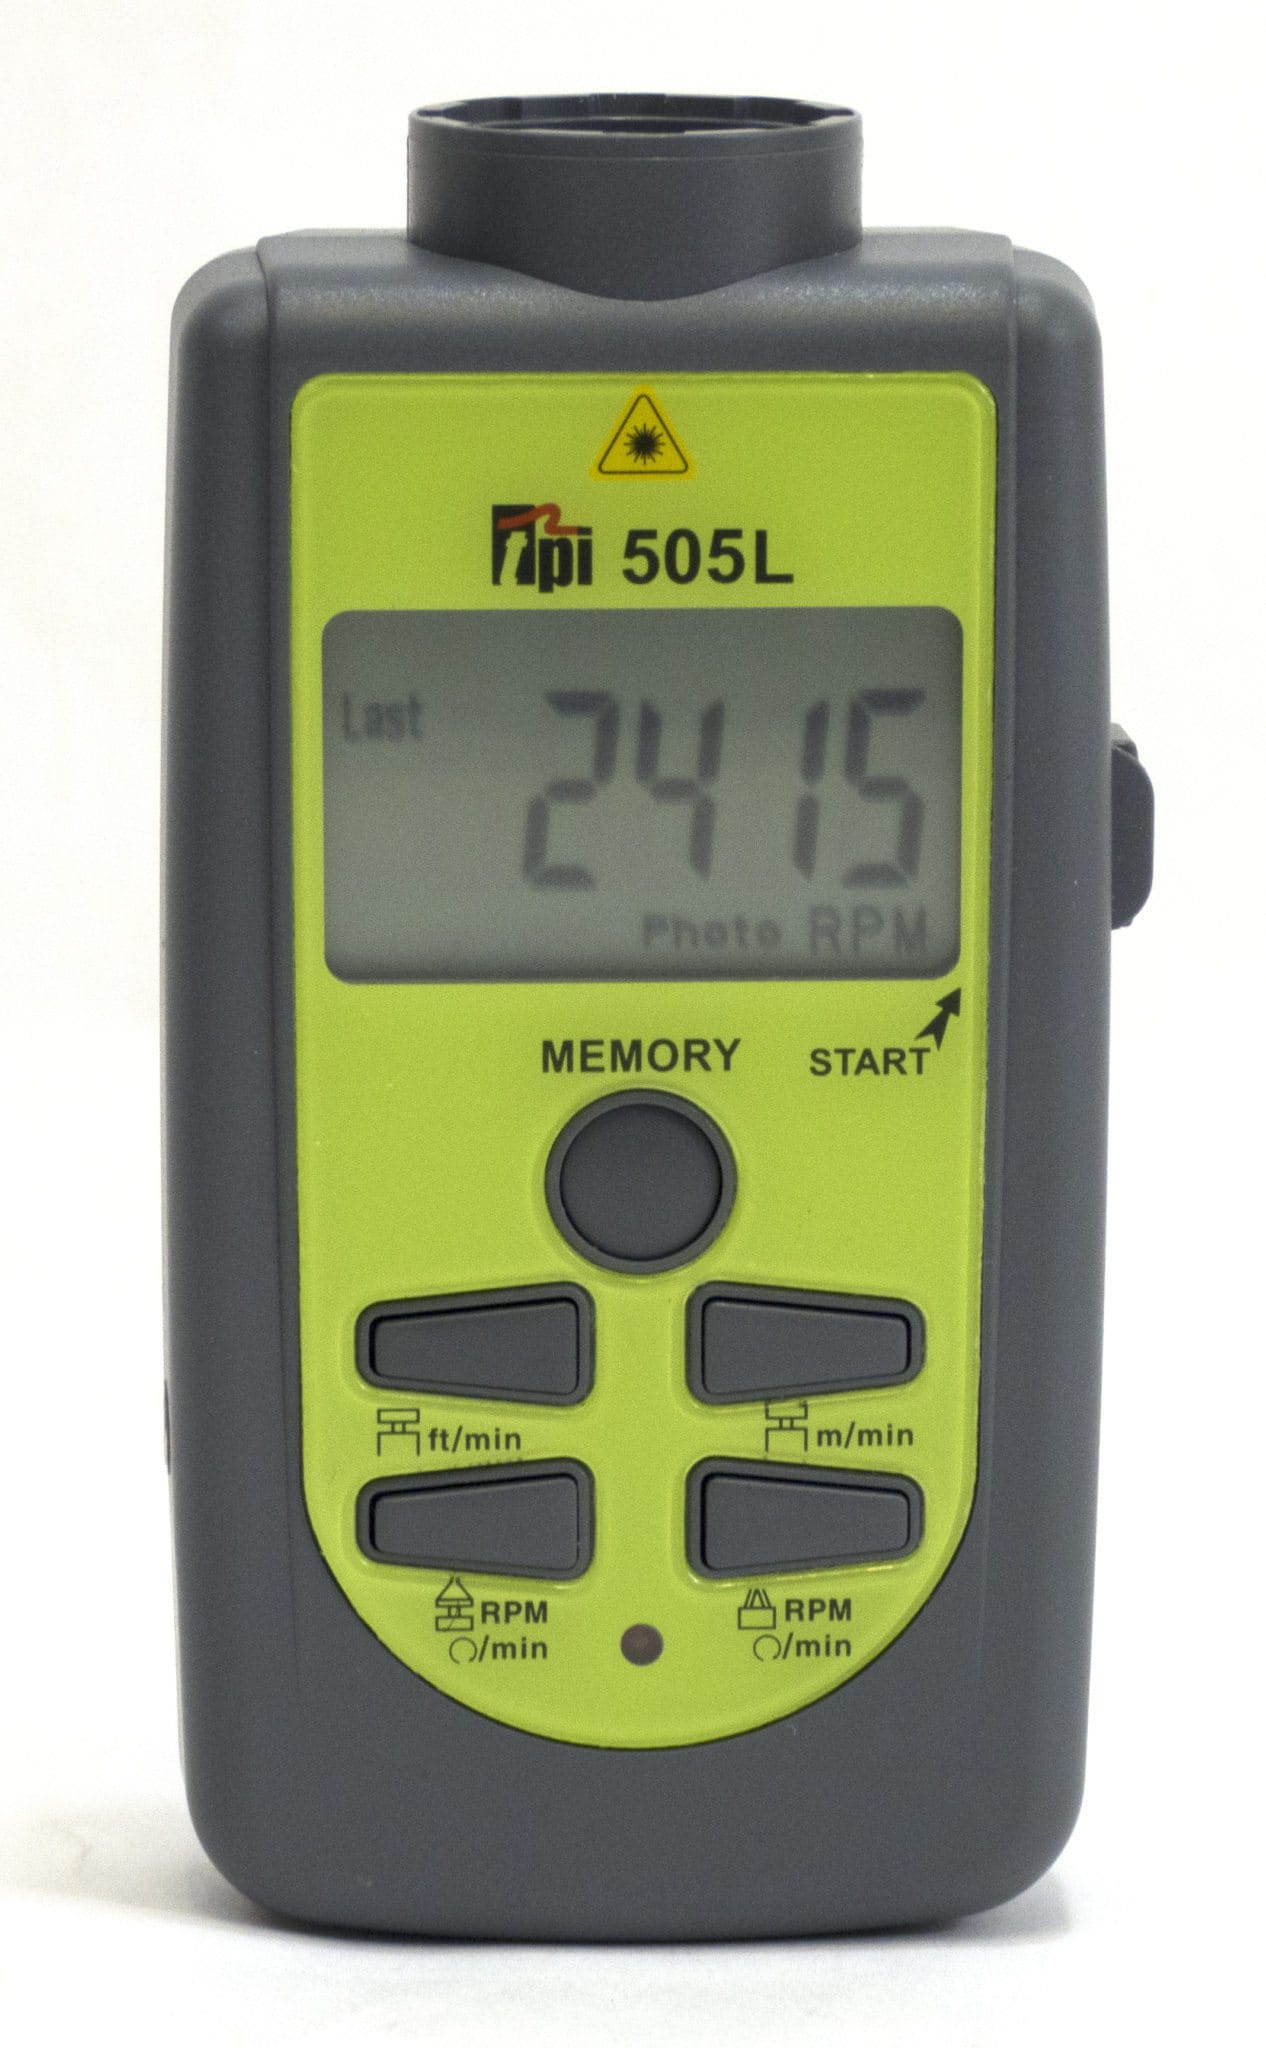 tpi 505L
Last
2415
Photo RPM
MEMORY
START
ft/min
m/min
RPM
/min
RPM
/min